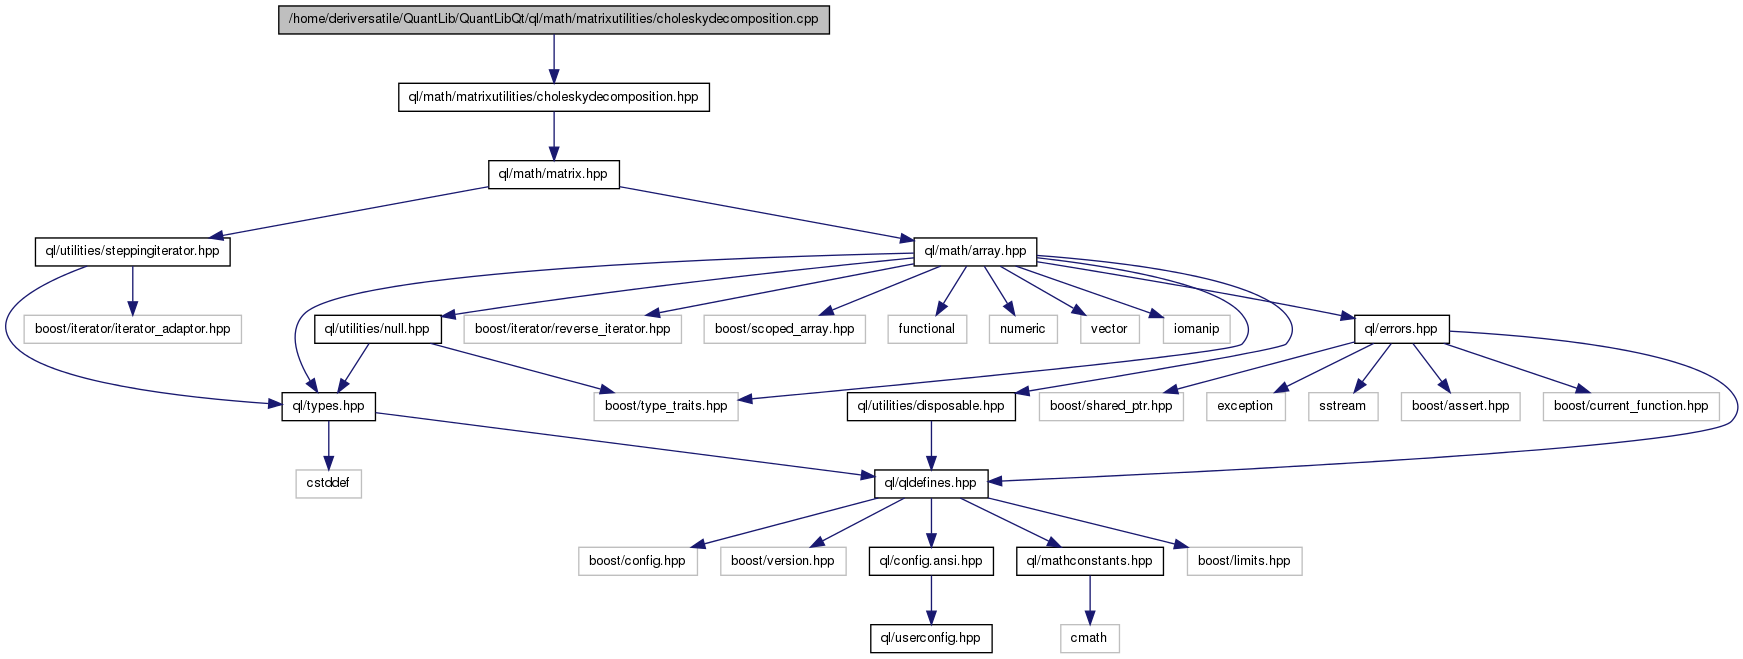 /home/deriversatile/QuantLib/QuantLibQt/ql/math/matrixutilities/choleskydecomposition.cpp
ql/math/matrixutilities/choleskydecomposition.hpp
ql/math/matrix.hpp
ql/utilities/steppingiterator.hpp
ql/math/array.hpp
boost/iterator/iterator_adaptor.hpp
ql/utilities/null.hpp
boost/iterator/reverse_iterator.hpp
boost/scoped_array.hpp
functional
numeric
vector
iomanip
ql/errors.hpp
ql/types.hpp
boost/type_traits.hpp
ql/utilities/disposable.hpp
boost/shared_ptr.hpp
exception
sstream
boost/assert.hpp
boost/current_function.hpp
cstddef
ql/qldefines.hpp
boost/config.hpp
boost/version.hpp
ql/config.ansi.hpp
ql/mathconstants.hpp
boost/limits.hpp
ql/userconfig.hpp
cmath